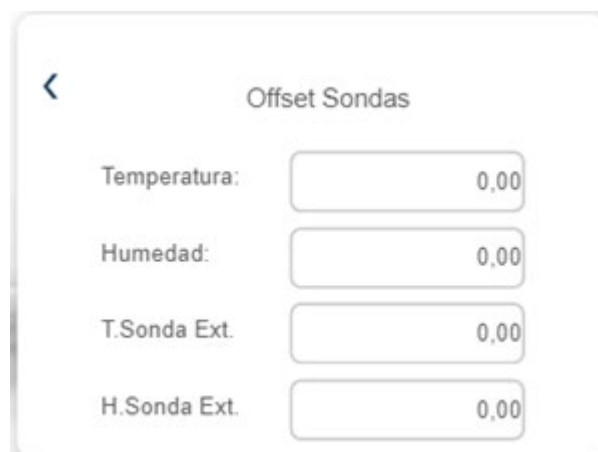 Offset Sondas
Temperatura: 0,00
Humedad: 0,00
T.Sonda Ext. 0,00
H.Sonda Ext. 0,00